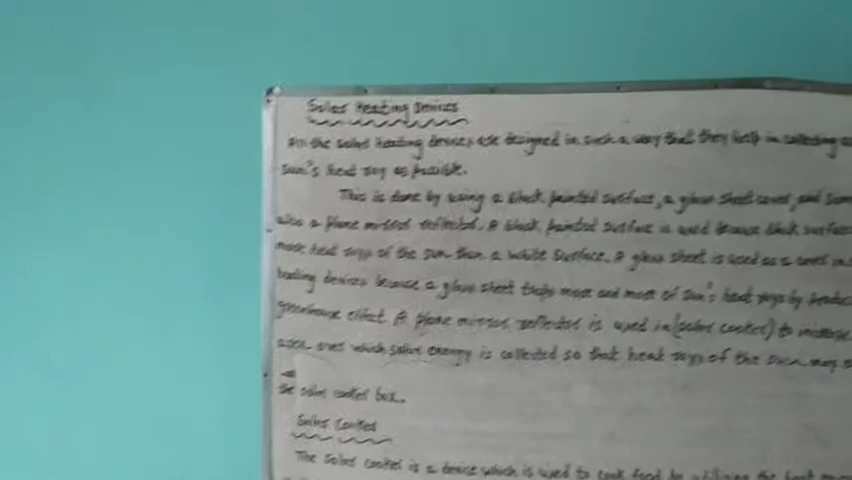 Solar Heating Devices
All the solar heating devices are designed in such a way that they help in collecting as
sun's heat ray as possible.
This is done by using a black painted surface, a glass sheet cover, and som
also a plane mirror reflector. A black painted surface is used because black surface
more heat rays of the sun than a white surface. A glass sheet is used as a cover in
heating devices because a glass sheet traps more and more of sun's heat rays by produc
greenhouse effect. A plane mirror reflector is used in (solar cooker) to increase
area over which solar energy is collected so that heat rays of the sun may e
the solar cooker box.
Solar Cooker
The solar cooker is a device which is used to cook food by utilizing the heat